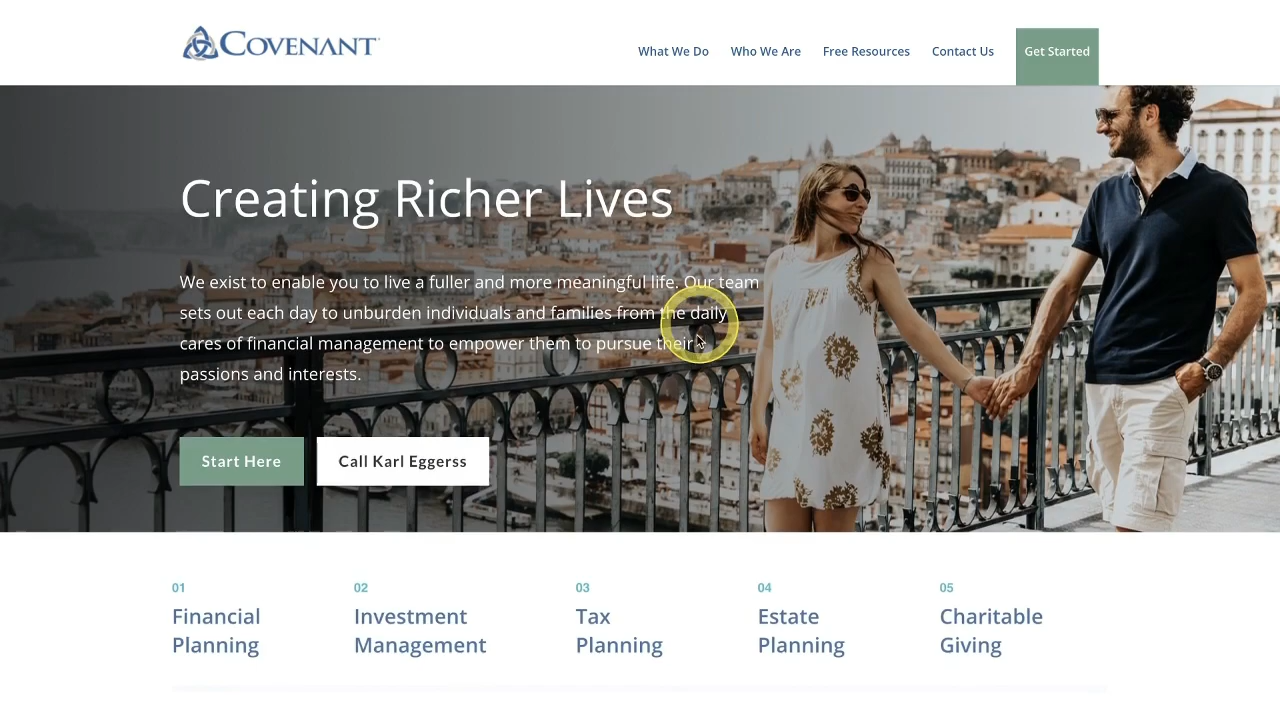 COVENANT
What We Do
Who We Are
Free Resources
Contact Us
Get Started
Creating Richer Lives
We exist to enable you to live a fuller and more meaningful life. Our team
sets out each day to unburden individuals and families from the daily
cares of financial management to empower them to pursue their
passions and interests.
Start Here
Call Karl Eggerss
01
Financial
Planning
02
Investment
Management
03
Tax
Planning
04
Estate
Planning
05
Charitable
Giving